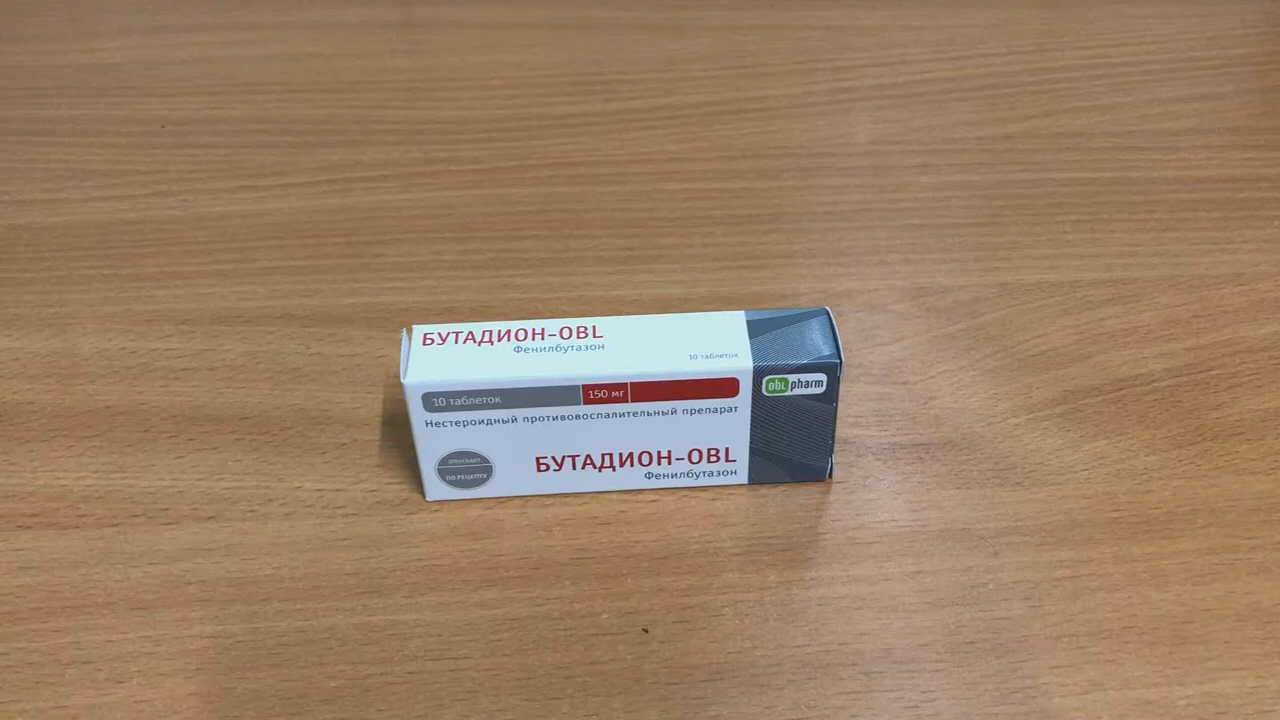 БУТАДИОН-OBL
Фенилбутазон
10 таблеток
10 таблеток
150 мг
obl pharm
Нестероидный противовоспалительный препарат
ОТПУСКАЮТ
ПО РЕЦЕПТУ
БУТАДИОН-OBL
Фенилбутазон